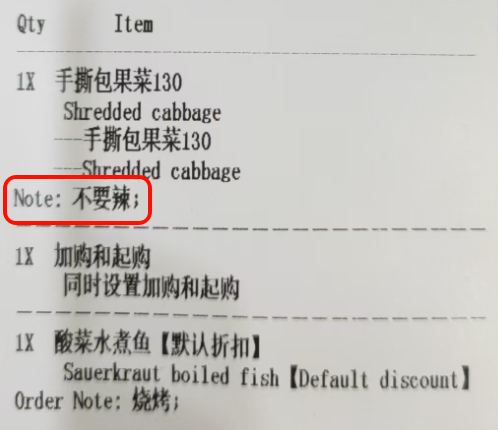 Qty Item
1X 手撕包果菜130
Shredded cabbage
---手撕包果菜130
---Shredded cabbage
Note: 不要辣;
1X 加购和起购
同时设置加购和起购
1X 酸菜水煮鱼【默认折扣】
Sauerkraut boiled fish【Default discount】
Order Note: 烧烤;